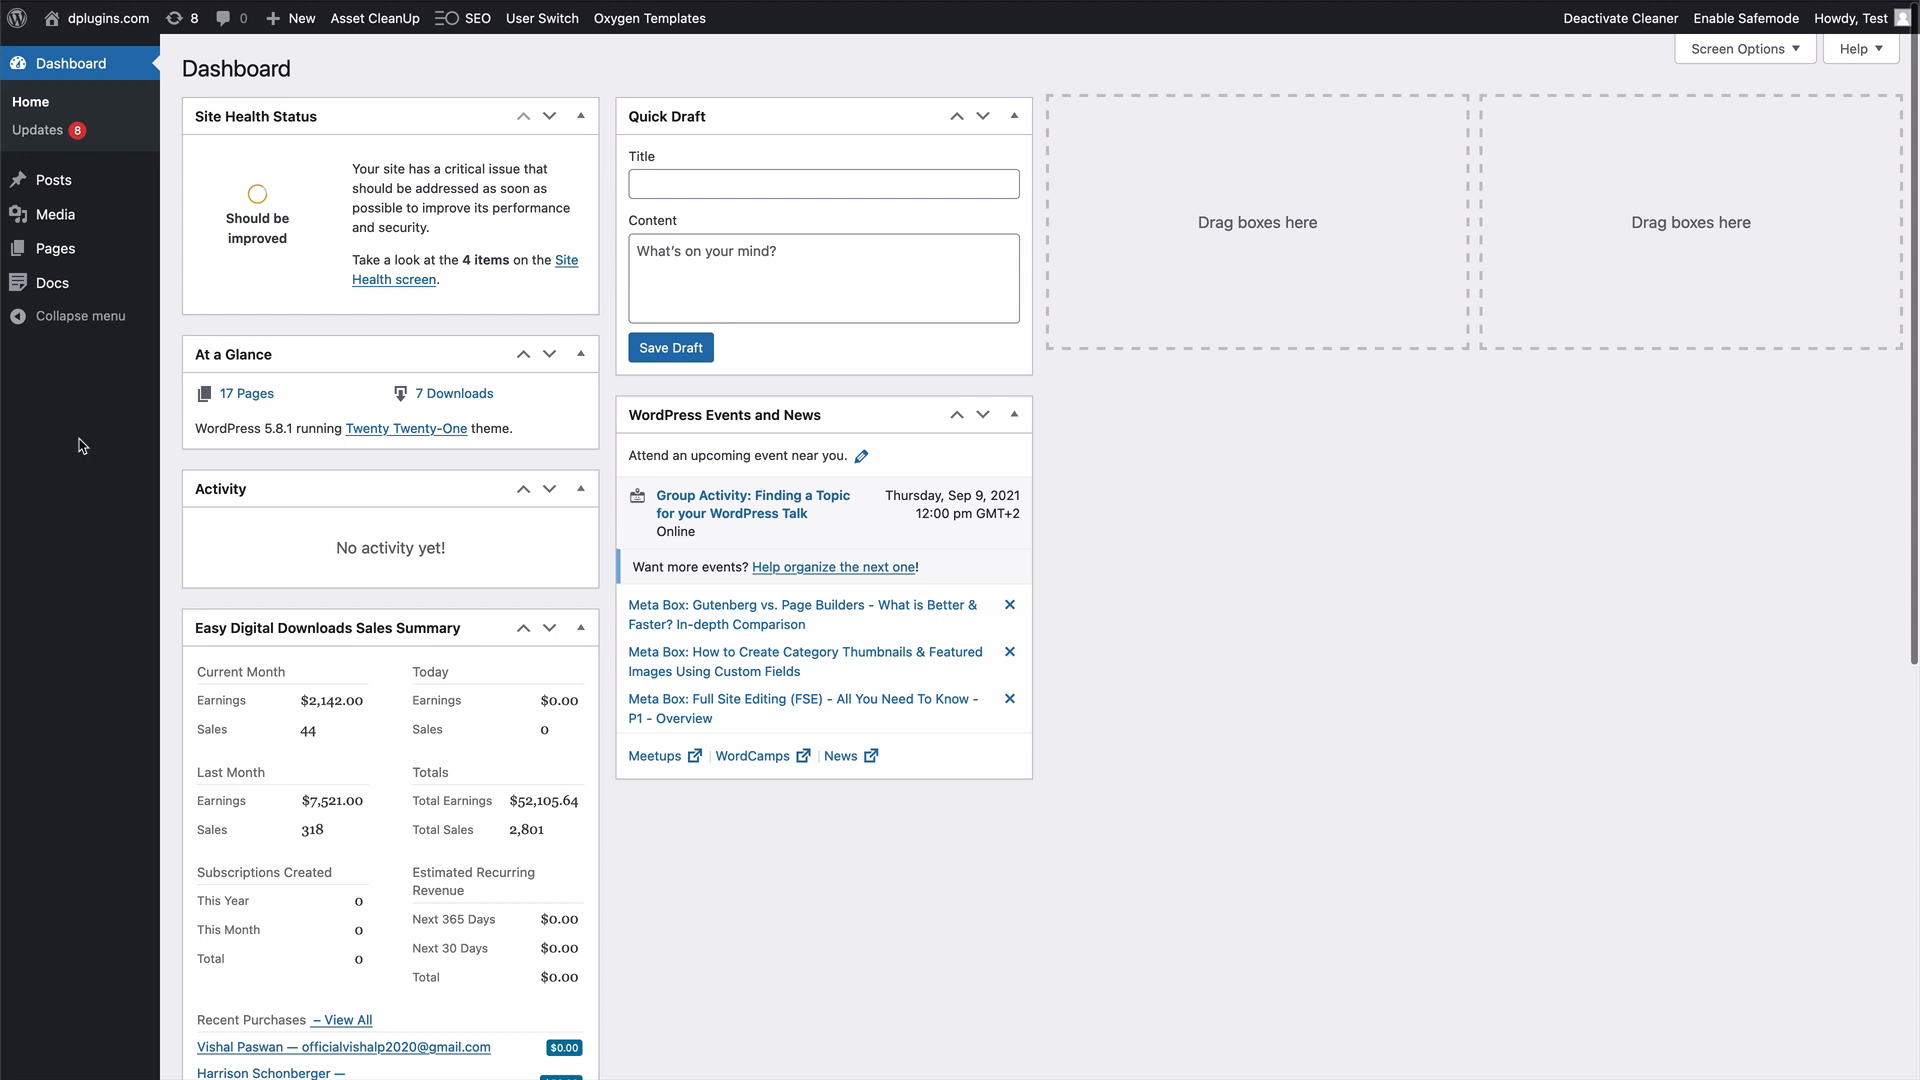 dplugins.com 8 0 New Asset CleanUp SEO User Switch Oxygen Templates Deactivate Cleaner Enable Safemode Howdy, Test
Screen Options Help
Dashboard
Home
Updates 8
Posts
Media
Pages
Docs
Collapse menu
Dashboard
Site Health Status
Should be
improved
Your site has a critical issue that
should be addressed as soon as
possible to improve its performance
and security.
Take a look at the 4 items on the Site
Health screen.
At a Glance
17 Pages 7 Downloads
WordPress 5.8.1 running Twenty Twenty-One theme.
Activity
No activity yet!
Easy Digital Downloads Sales Summary
Current Month
Earnings $2,142.00
Sales 44
Today
Earnings $0.00
Sales 0
Last Month
Earnings $7,521.00
Sales 318
Totals
Total Earnings $52,105.64
Total Sales 2,801
Subscriptions Created
This Year 0
This Month 0
Total 0
Estimated Recurring
Revenue
Next 365 Days $0.00
Next 30 Days $0.00
Total $0.00
Recent Purchases – View All
Vishal Paswan — officialvishalp2020@gmail.com $0.00
Harrison Schonberger —
Quick Draft
Title
Content
What's on your mind?
Save Draft
WordPress Events and News
Attend an upcoming event near you.
Group Activity: Finding a Topic
for your WordPress Talk
Online
Thursday, Sep 9, 2021
12:00 pm GMT+2
Want more events? Help organize the next one!
Meta Box: Gutenberg vs. Page Builders - What is Better &
Faster? In-depth Comparison
Meta Box: How to Create Category Thumbnails & Featured
Images Using Custom Fields
Meta Box: Full Site Editing (FSE) - All You Need To Know -
P1 - Overview
Meetups | WordCamps | News
Drag boxes here
Drag boxes here